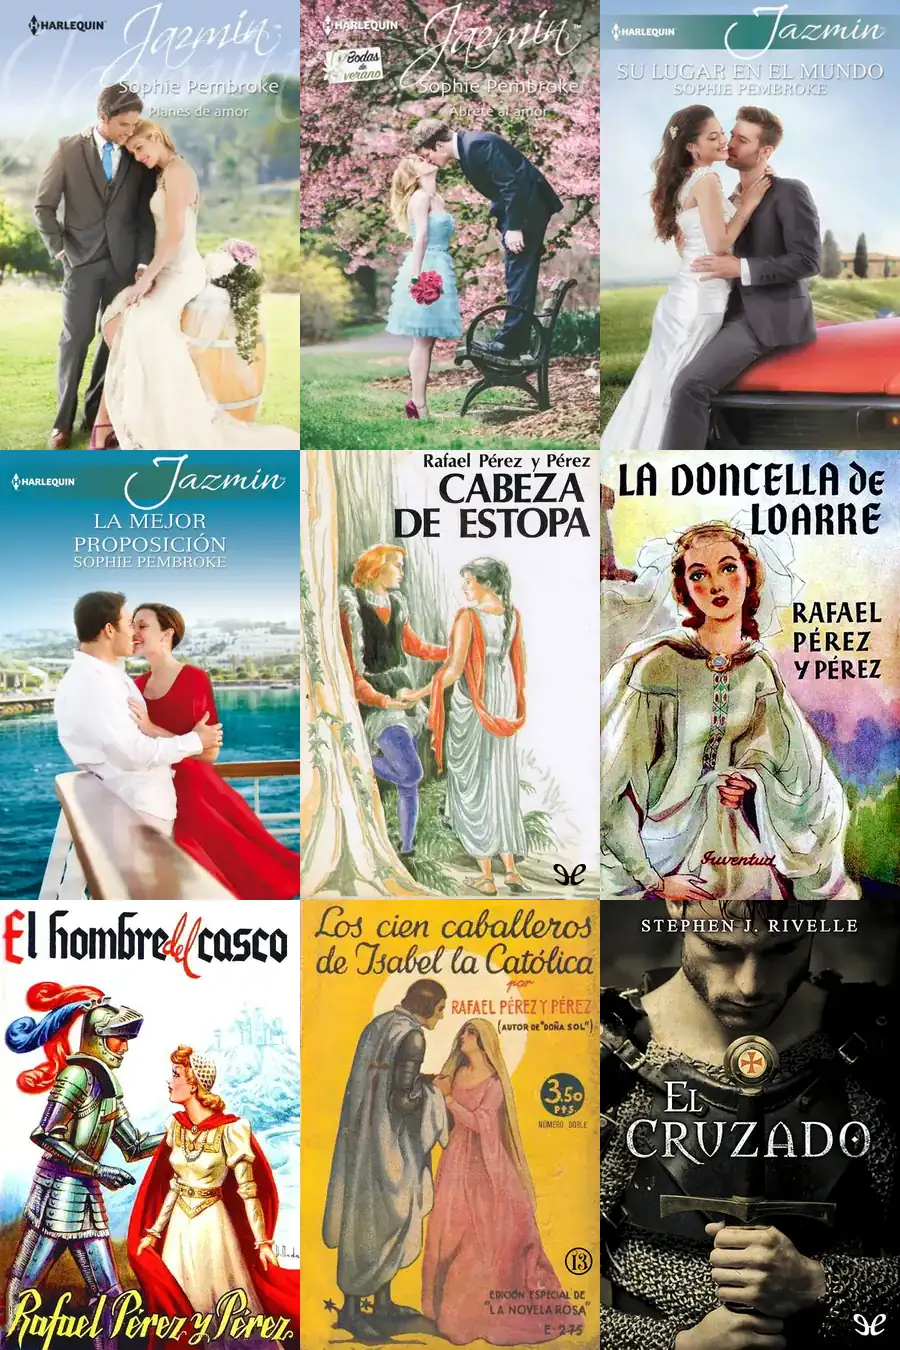 HARLEQUIN
Jazmin
Sophie Pembroke
Planes de amor
HARLEQUIN
Jazmin™
Bodas
de
verano
Sophie Pembroke
Ábrete al amor
HARLEQUIN
Jazmin
SU LUGAR EN EL MUNDO
SOPHIE PEMBROKE
HARLEQUIN
Jazmin™
LA MEJOR
PROPOSICIÓN
SOPHIE PEMBROKE
Rafael Pérez y Pérez
CABEZA
DE ESTOPA
LA DONCELLA DE
LOARRE
RAFAEL
PÉREZ
Y PÉREZ
Juventud
El hombre del casco
Rafael Pérez y Pérez
Los cien caballeros
de Isabel la Católica
por
RAFAEL PÉREZ Y PÉREZ
(AUTOR DE "DOÑA SOL")
3,50
PTS.
NÚMERO DOBLE
13
EDICIÓN ESPECIAL DE
"LA NOVELA ROSA"
E-275
STEPHEN J. RIVELLE
EL
CRUZADO